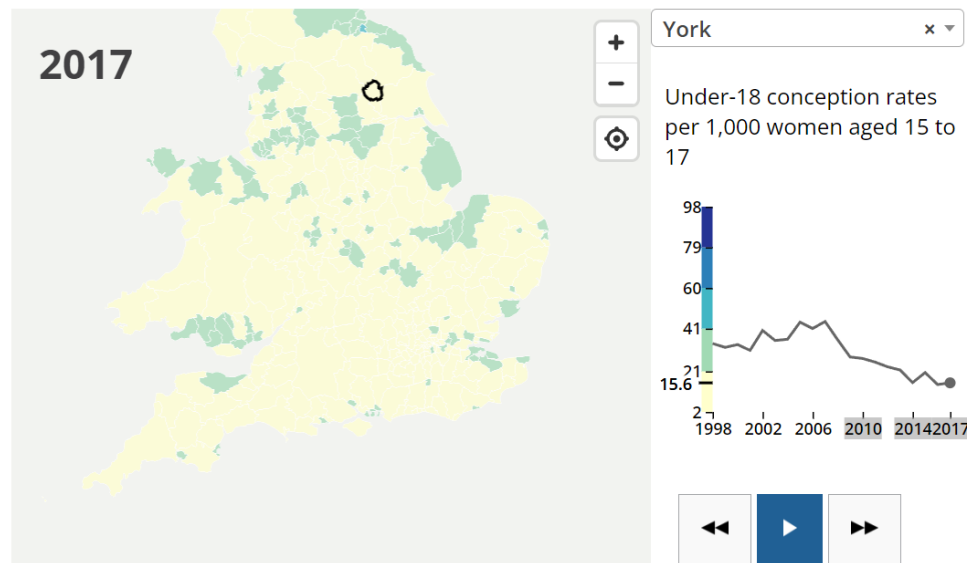 2017
+
−
York × ▼
Under-18 conception rates
per 1,000 women aged 15 to
17
98
79
60
41
21
15.6
2
1998 2002 2006 2010 2014 2017